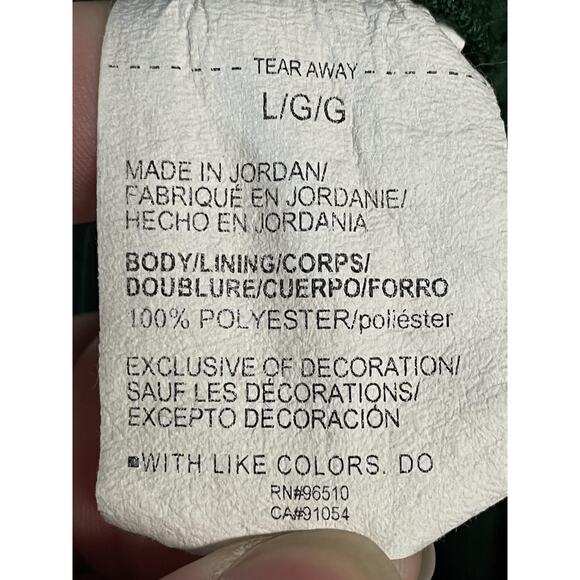 TEAR AWAY
L/G/G
MADE IN JORDAN/
FABRIQUÉ EN JORDANIE/
HECHO EN JORDANIA
BODY/LINING/CORPS/
DOUBLURE/CUERPO/FORRO
100% POLYESTER/poliéster
EXCLUSIVE OF DECORATION/
SAUF LES DÉCORATIONS/
EXCEPTO DECORACIÓN
WITH LIKE COLORS. DO
RN#96510
CA#91054